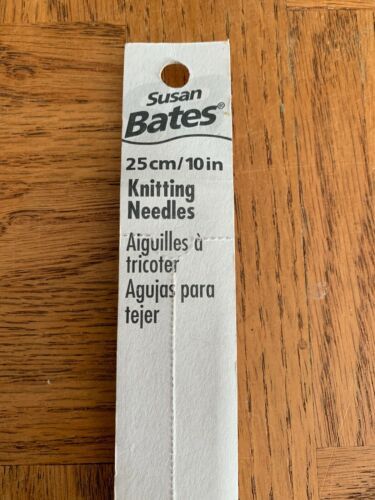 Susan
Bates®
25cm/10in
Knitting
Needles
Aiguilles à
tricoter
Agujas para
tejer